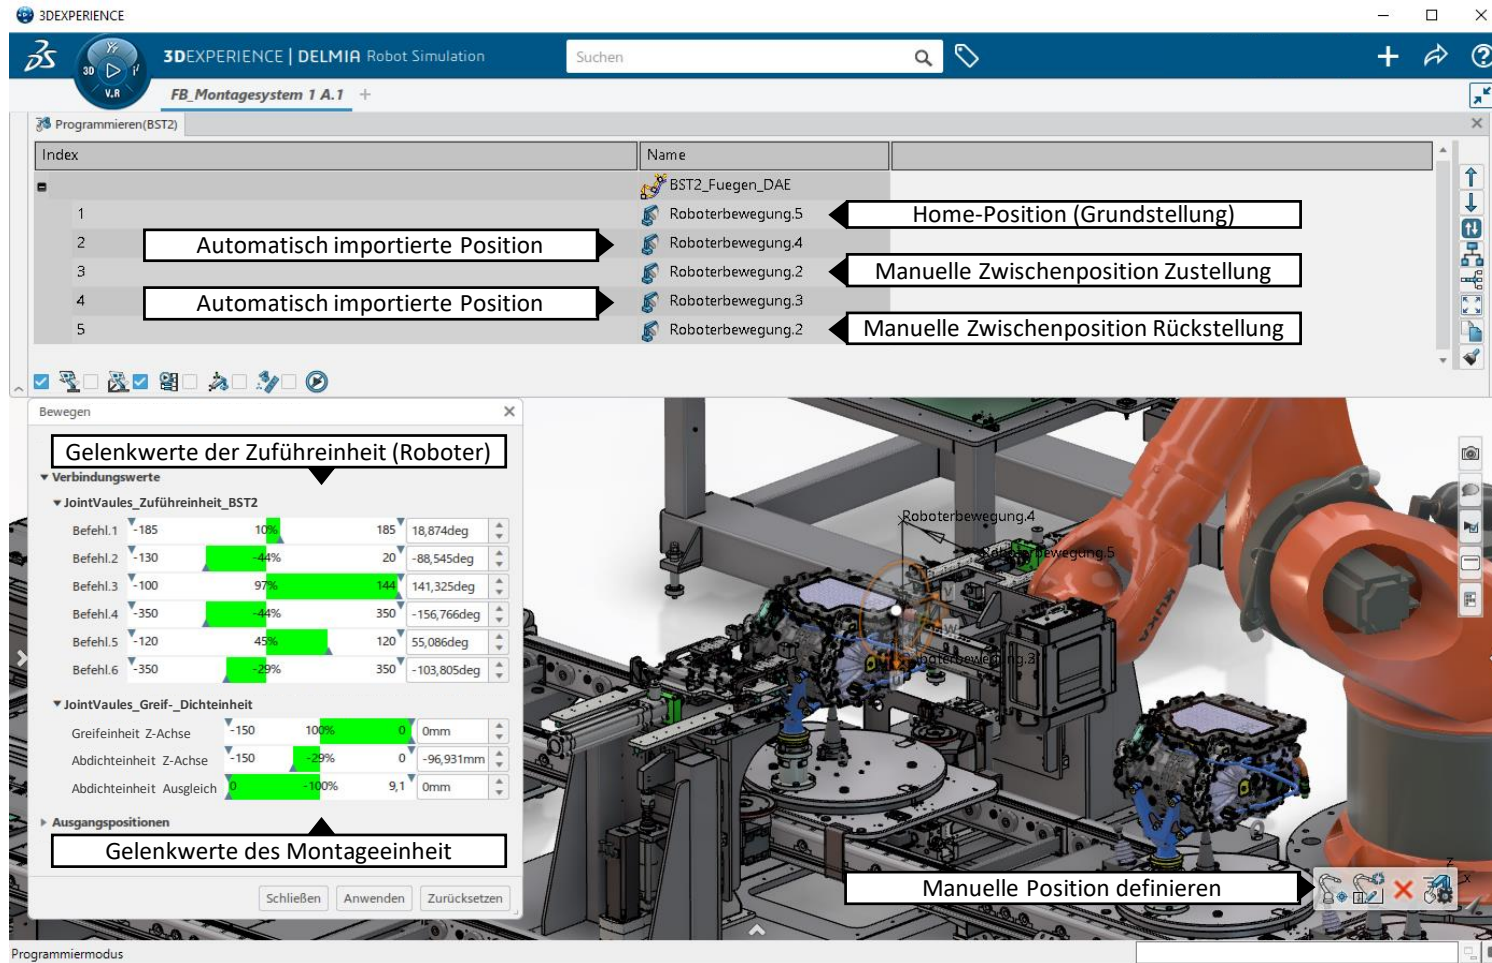 3DEXPERIENCE
3DEXPERIENCE | DELMIA Robot Simulation
Suchen
3D
V.R
FB_Montagesystem 1 A.1
Programmieren(BST2)
Index
Name
BST2_Fuegen_DAE
1
Roboterbewegung.5
Home-Position (Grundstellung)
2
Automatisch importierte Position
Roboterbewegung.4
3
Roboterbewegung.2
Manuelle Zwischenposition Zustellung
4
Automatisch importierte Position
Roboterbewegung.3
5
Roboterbewegung.2
Manuelle Zwischenposition Rückstellung
Bewegen
Gelenkwerte der Zuführeinheit (Roboter)
Verbindungswerte
JointVaules_Zuführeinheit_BST2
Befehl.1 -185 10% 185 18,874deg
Befehl.2 -130 -44% 20 -88,545deg
Befehl.3 -100 97% 144 141,325deg
Befehl.4 -350 -44% 350 -156,766deg
Befehl.5 -120 45% 120 55,086deg
Befehl.6 -350 -29% 350 -103,805deg
JointVaules_Greif-_Dichteinheit
Greifeinheit Z-Achse -150 100% 0 0mm
Abdichteinheit Z-Achse -150 -29% 0 -96,931mm
Abdichteinheit Ausgleich 0 -100% 9,1 0mm
Ausgangspositionen
Gelenkwerte des Montageeinheit
Schließen Anwenden Zurücksetzen
Roboterbewegung.4
Roboterbewegung.5
Roboterbewegung.3
KUKA
Manuelle Position definieren
Z
X
Programmiermodus